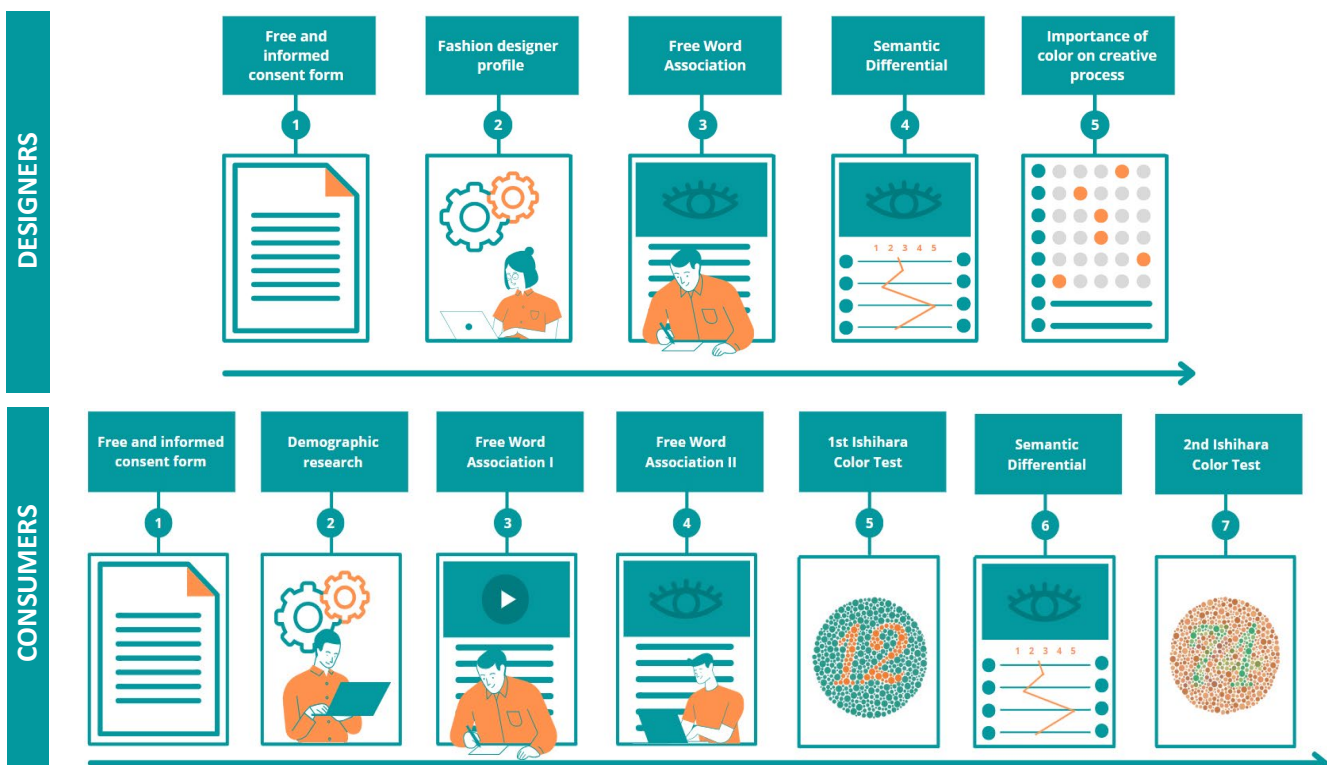 DESIGNERS
Free and
informed
consent form
1
Fashion designer
profile
2
Free Word
Association
3
Semantic
Differential
4
1 2 3 4 5
Importance of
color on creative
process
5
CONSUMERS
Free and informed
consent form
1
Demographic
research
2
Free Word
Association I
3
Free Word
Association II
4
1st Ishihara
Color Test
5
12
Semantic
Differential
6
1 2 3 4 5
2nd Ishihara
Color Test
7
74